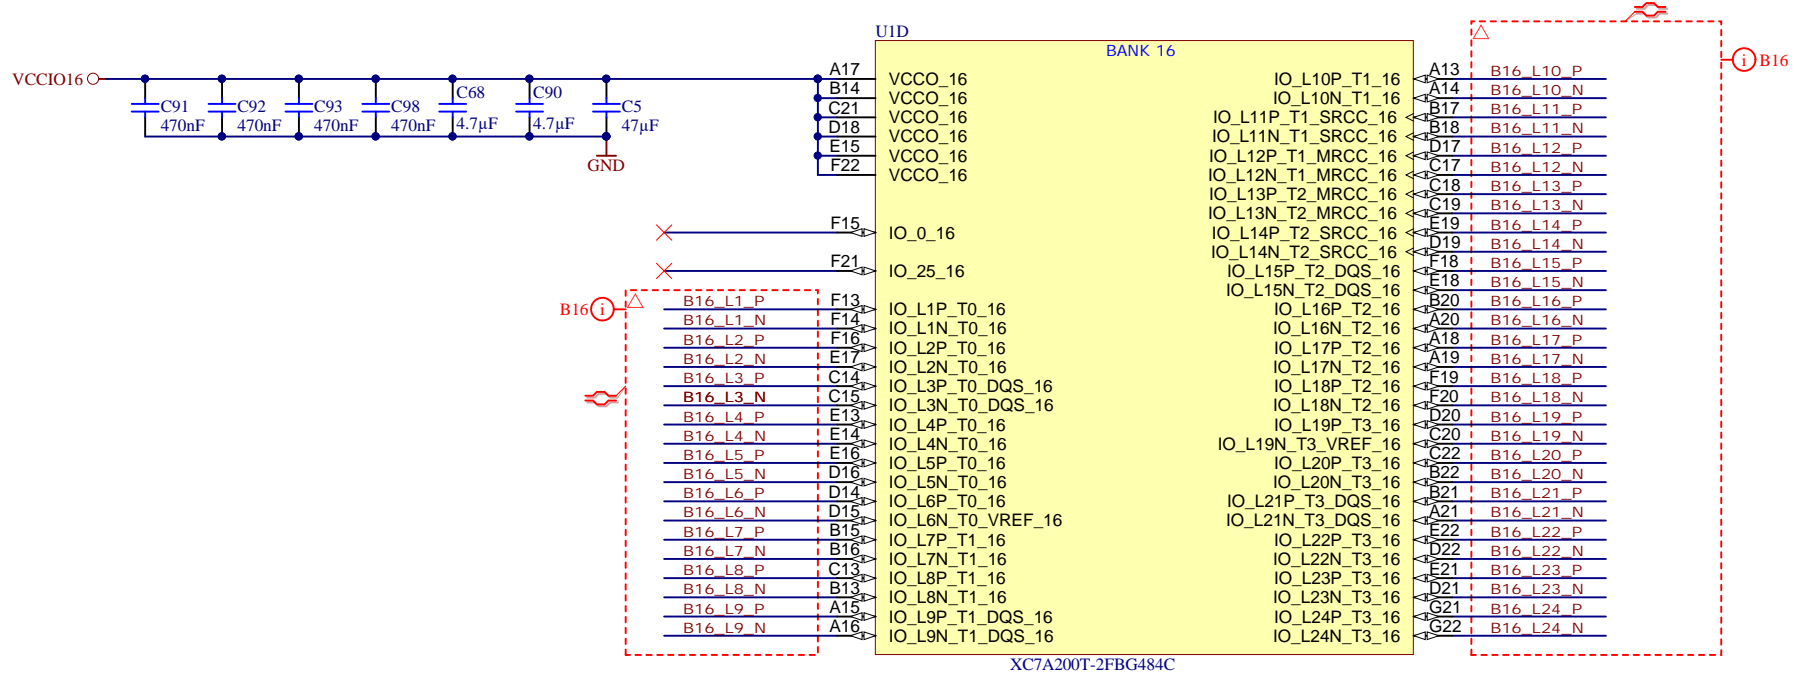 U1D
BANK 16
VCCIO16
C91
470nF
C92
470nF
C93
470nF
C98
470nF
C68
4.7µF
C90
4.7µF
C5
47µF
GND
A17 VCCO_16
B14 VCCO_16
C21 VCCO_16
D18 VCCO_16
E15 VCCO_16
F22 VCCO_16
F15 IO_0_16
F21 IO_25_16
B16 i
B16_L1_P F13 IO_L1P_T0_16
B16_L1_N F14 IO_L1N_T0_16
B16_L2_P F16 IO_L2P_T0_16
B16_L2_N E17 IO_L2N_T0_16
B16_L3_P C14 IO_L3P_T0_DQS_16
B16_L3_N C15 IO_L3N_T0_DQS_16
B16_L4_P E13 IO_L4P_T0_16
B16_L4_N E14 IO_L4N_T0_16
B16_L5_P E16 IO_L5P_T0_16
B16_L5_N D16 IO_L5N_T0_16
B16_L6_P D14 IO_L6P_T0_16
B16_L6_N D15 IO_L6N_T0_VREF_16
B16_L7_P B15 IO_L7P_T1_16
B16_L7_N B16 IO_L7N_T1_16
B16_L8_P C13 IO_L8P_T1_16
B16_L8_N B13 IO_L8N_T1_16
B16_L9_P A15 IO_L9P_T1_DQS_16
B16_L9_N A16 IO_L9N_T1_DQS_16
i B16
IO_L10P_T1_16 A13 B16_L10_P
IO_L10N_T1_16 A14 B16_L10_N
IO_L11P_T1_SRCC_16 B17 B16_L11_P
IO_L11N_T1_SRCC_16 B18 B16_L11_N
IO_L12P_T1_MRCC_16 D17 B16_L12_P
IO_L12N_T1_MRCC_16 C17 B16_L12_N
IO_L13P_T2_MRCC_16 C18 B16_L13_P
IO_L13N_T2_MRCC_16 C19 B16_L13_N
IO_L14P_T2_SRCC_16 E19 B16_L14_P
IO_L14N_T2_SRCC_16 D19 B16_L14_N
IO_L15P_T2_DQS_16 F18 B16_L15_P
IO_L15N_T2_DQS_16 E18 B16_L15_N
IO_L16P_T2_16 B20 B16_L16_P
IO_L16N_T2_16 A20 B16_L16_N
IO_L17P_T2_16 A18 B16_L17_P
IO_L17N_T2_16 A19 B16_L17_N
IO_L18P_T2_16 F19 B16_L18_P
IO_L18N_T2_16 F20 B16_L18_N
IO_L19P_T3_16 D20 B16_L19_P
IO_L19N_T3_VREF_16 C20 B16_L19_N
IO_L20P_T3_16 C22 B16_L20_P
IO_L20N_T3_16 B22 B16_L20_N
IO_L21P_T3_DQS_16 B21 B16_L21_P
IO_L21N_T3_DQS_16 A21 B16_L21_N
IO_L22P_T3_16 E22 B16_L22_P
IO_L22N_T3_16 D22 B16_L22_N
IO_L23P_T3_16 E21 B16_L23_P
IO_L23N_T3_16 D21 B16_L23_N
IO_L24P_T3_16 G21 B16_L24_P
IO_L24N_T3_16 G22 B16_L24_N
XC7A200T-2FBG484C